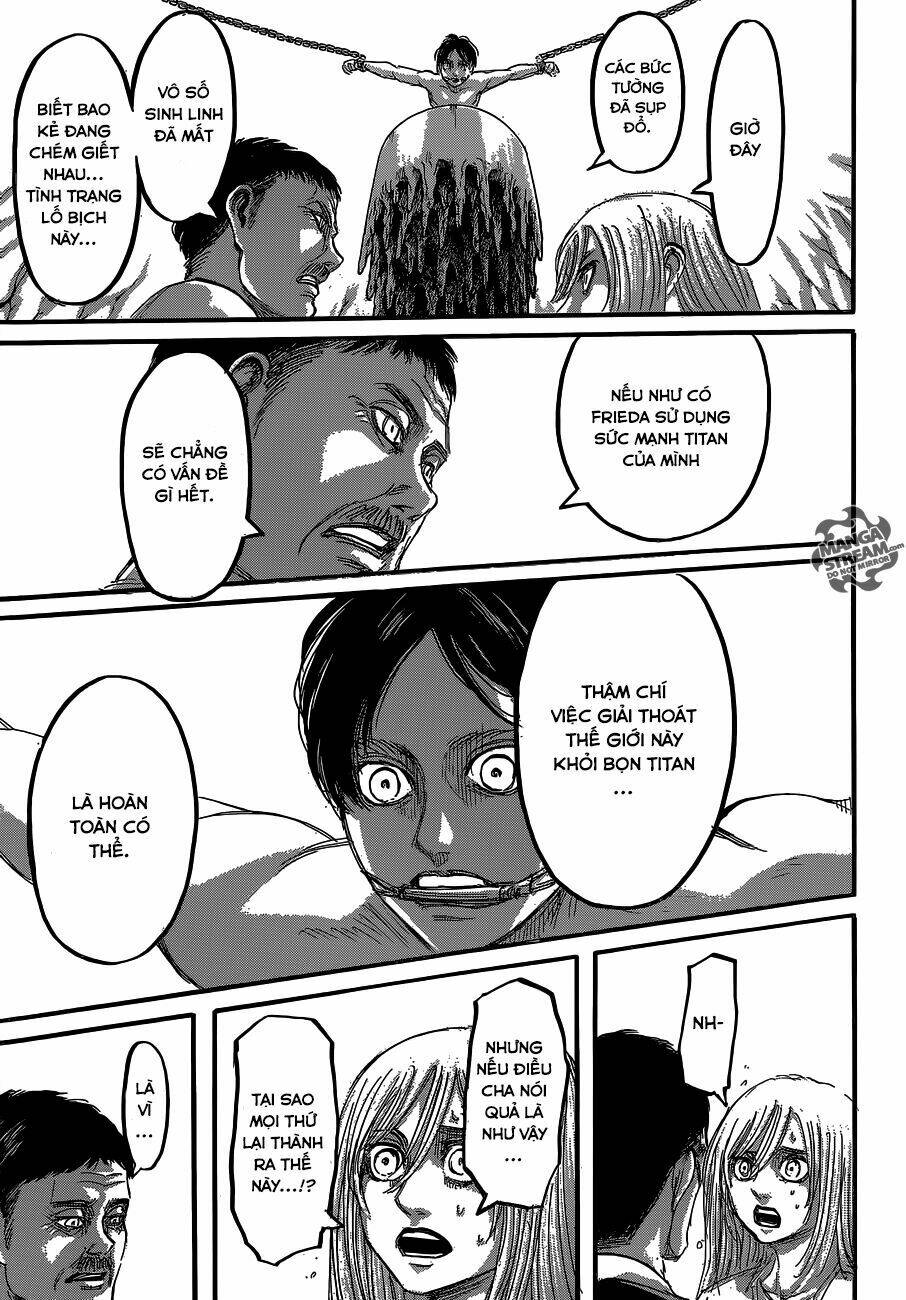 GIỜ
ĐÂY
CÁC BỨC
TƯỜNG
ĐÃ SỤP
ĐỔ.
VÔ SỐ
SINH LINH
ĐÃ MẤT
BIẾT BAO
KẺ ĐANG
CHÉM GIẾT
NHAU...
TÌNH TRẠNG
LỐ BỊCH
NÀY...
NẾU NHƯ CÓ
FRIEDA SỬ DỤNG
SỨC MẠNH TITAN
CỦA MÌNH
SẼ CHẲNG
CÓ VẤN ĐỀ
GÌ HẾT.
MANGA
STREAM.com
DO NOT MIRROR
THẬM CHÍ
VIỆC GIẢI THOÁT
THẾ GIỚI NÀY
KHỎI BỌN TITAN
...
LÀ HOÀN
TOÀN CÓ
THỂ.
NH-
NHƯNG
NẾU ĐIỀU
CHA NÓI
QUẢ LÀ
NHƯ VẬY
...
TẠI SAO
MỌI THỨ
LẠI THÀNH
RA THẾ
NÀY...!?
LÀ
VÌ
...